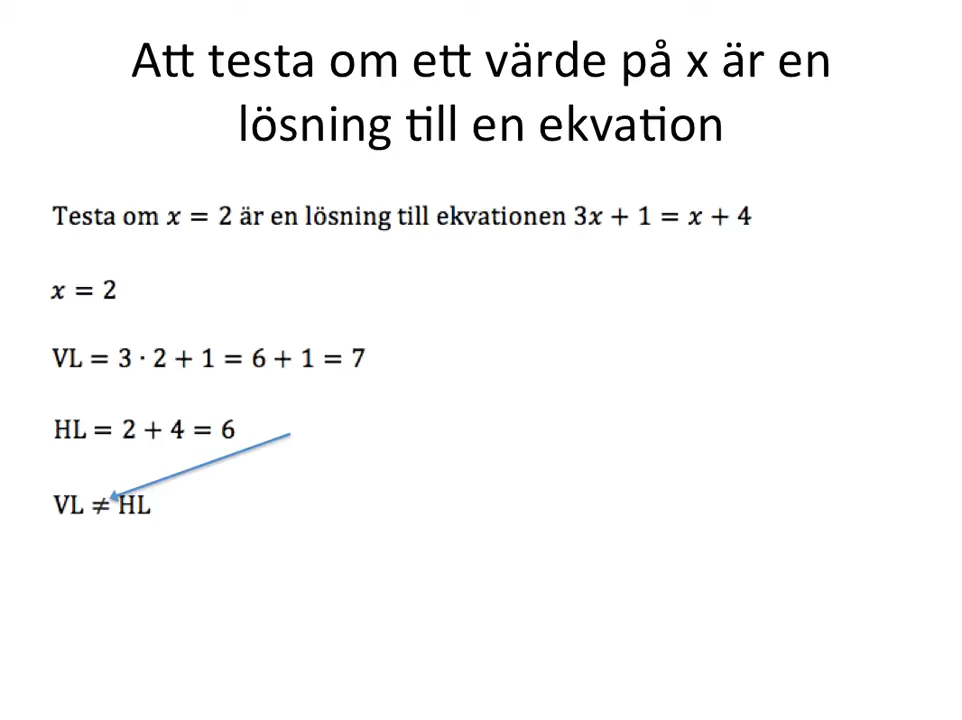 Att testa om ett värde på x är en
lösning till en ekvation
Testa om x = 2 är en lösning till ekvationen 3x + 1 = x + 4
x = 2
VL = 3 · 2 + 1 = 6 + 1 = 7
HL = 2 + 4 = 6
VL ≠ HL